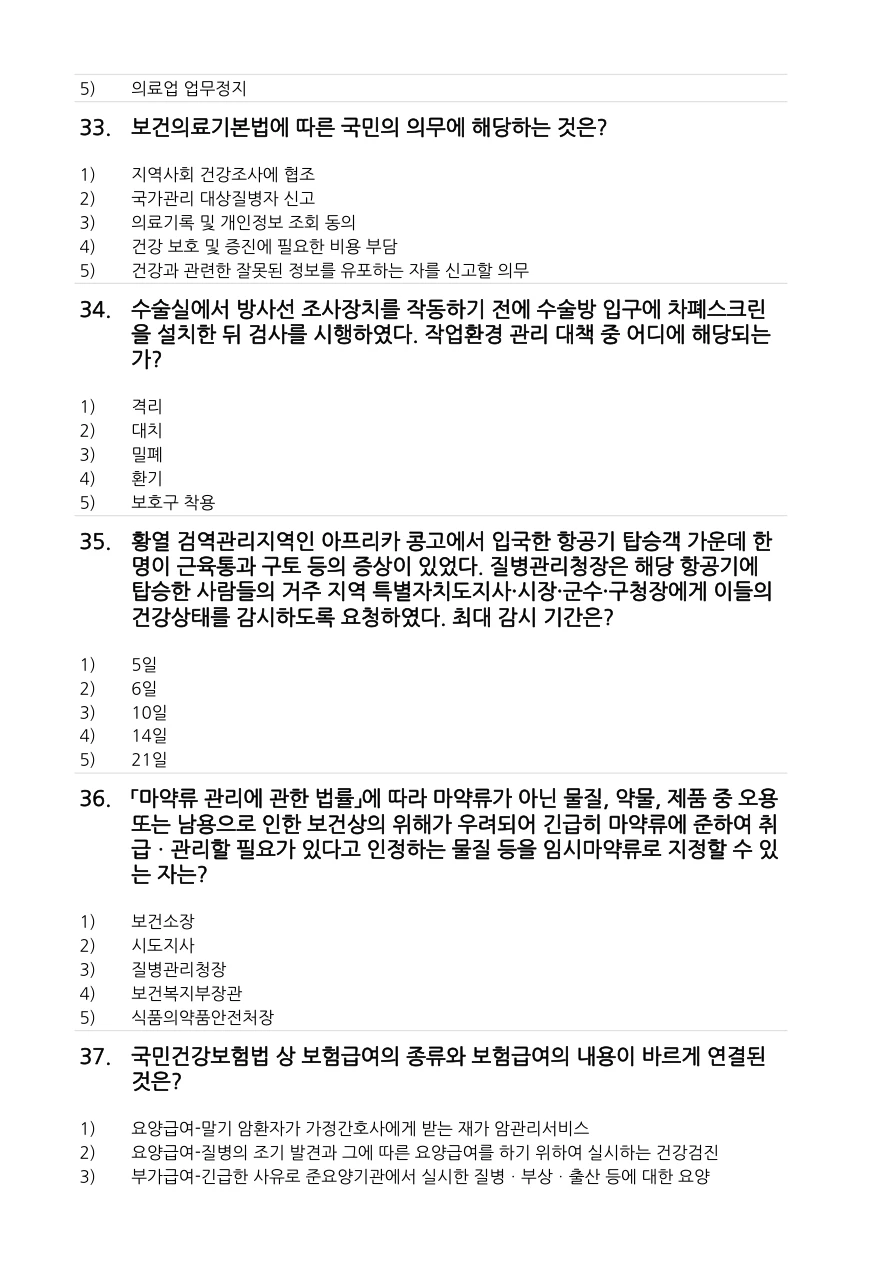 5) 의료업 업무정지
33. 보건의료기본법에 따른 국민의 의무에 해당하는 것은?
1) 지역사회 건강조사에 협조
2) 국가관리 대상질병자 신고
3) 의료기록 및 개인정보 조회 동의
4) 건강 보호 및 증진에 필요한 비용 부담
5) 건강과 관련한 잘못된 정보를 유포하는 자를 신고할 의무
34. 수술실에서 방사선 조사장치를 작동하기 전에 수술방 입구에 차폐스크린
을 설치한 뒤 검사를 시행하였다. 작업환경 관리 대책 중 어디에 해당되는
가?
1) 격리
2) 대치
3) 밀폐
4) 환기
5) 보호구 착용
35. 황열 검역관리지역인 아프리카 콩고에서 입국한 항공기 탑승객 가운데 한
명이 근육통과 구토 등의 증상이 있었다. 질병관리청장은 해당 항공기에
탑승한 사람들의 거주 지역 특별자치도지사·시장·군수·구청장에게 이들의
건강상태를 감시하도록 요청하였다. 최대 감시 기간은?
1) 5일
2) 6일
3) 10일
4) 14일
5) 21일
36. 「마약류 관리에 관한 법률」에 따라 마약류가 아닌 물질, 약물, 제품 중 오용
또는 남용으로 인한 보건상의 위해가 우려되어 긴급히 마약류에 준하여 취
급 · 관리할 필요가 있다고 인정하는 물질 등을 임시마약류로 지정할 수 있
는 자는?
1) 보건소장
2) 시도지사
3) 질병관리청장
4) 보건복지부장관
5) 식품의약품안전처장
37. 국민건강보험법 상 보험급여의 종류와 보험급여의 내용이 바르게 연결된
것은?
1) 요양급여-말기 암환자가 가정간호사에게 받는 재가 암관리서비스
2) 요양급여-질병의 조기 발견과 그에 따른 요양급여를 하기 위하여 실시하는 건강검진
3) 부가급여-긴급한 사유로 준요양기관에서 실시한 질병 · 부상 · 출산 등에 대한 요양